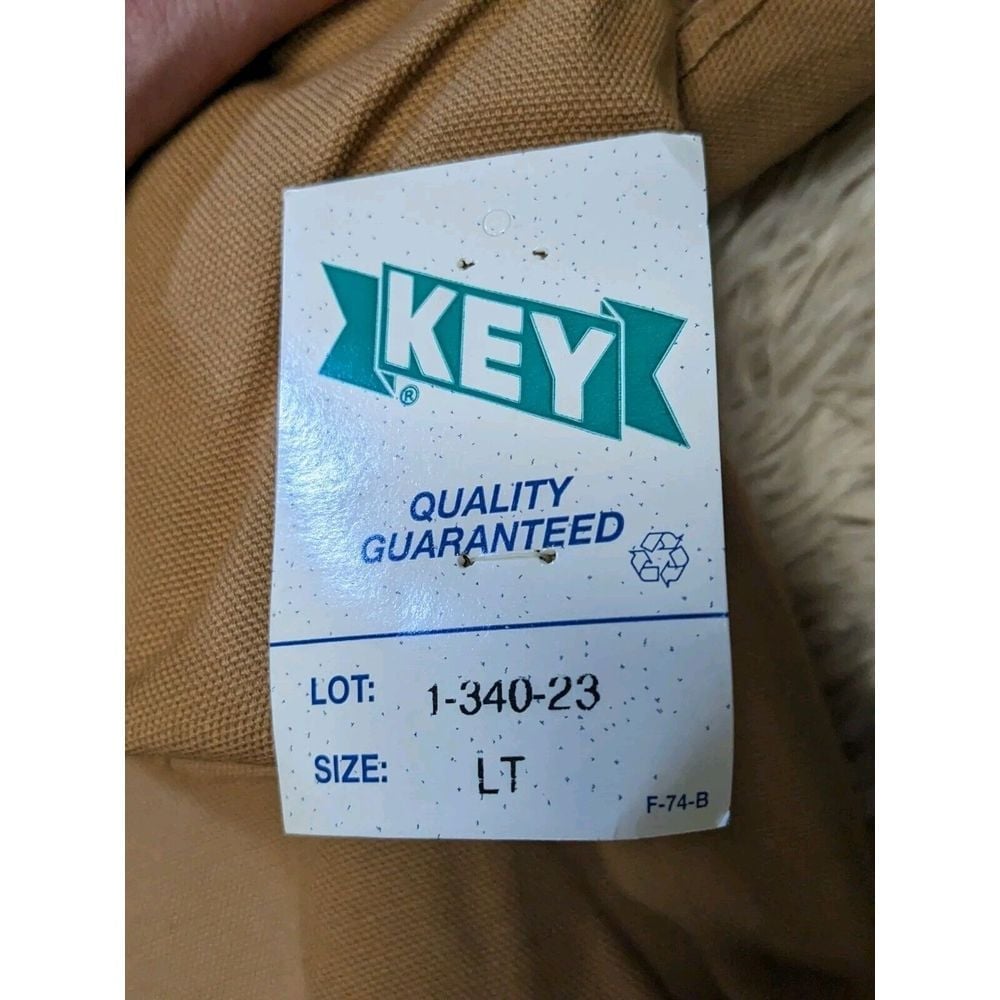 KEY
®
QUALITY
GUARANTEED
LOT: 1-340-23
SIZE: LT
F-74-B